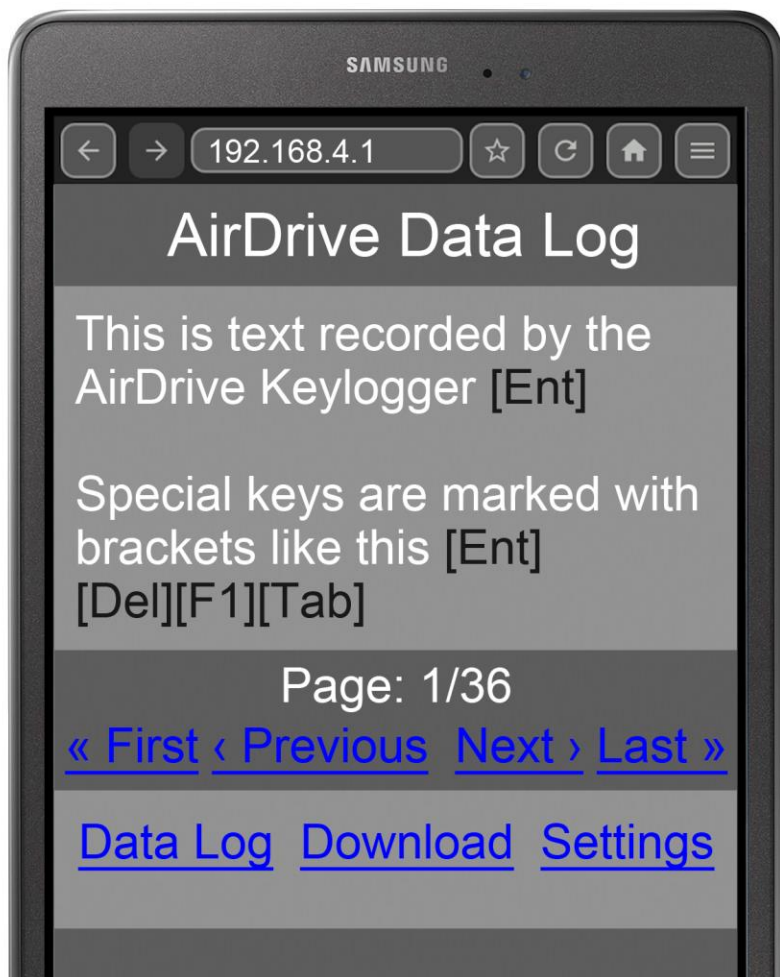 SAMSUNG
192.168.4.1
AirDrive Data Log
This is text recorded by the
AirDrive Keylogger [Ent]
Special keys are marked with
brackets like this [Ent]
[Del][F1][Tab]
Page: 1/36
« First ‹ Previous Next › Last »
Data Log Download Settings